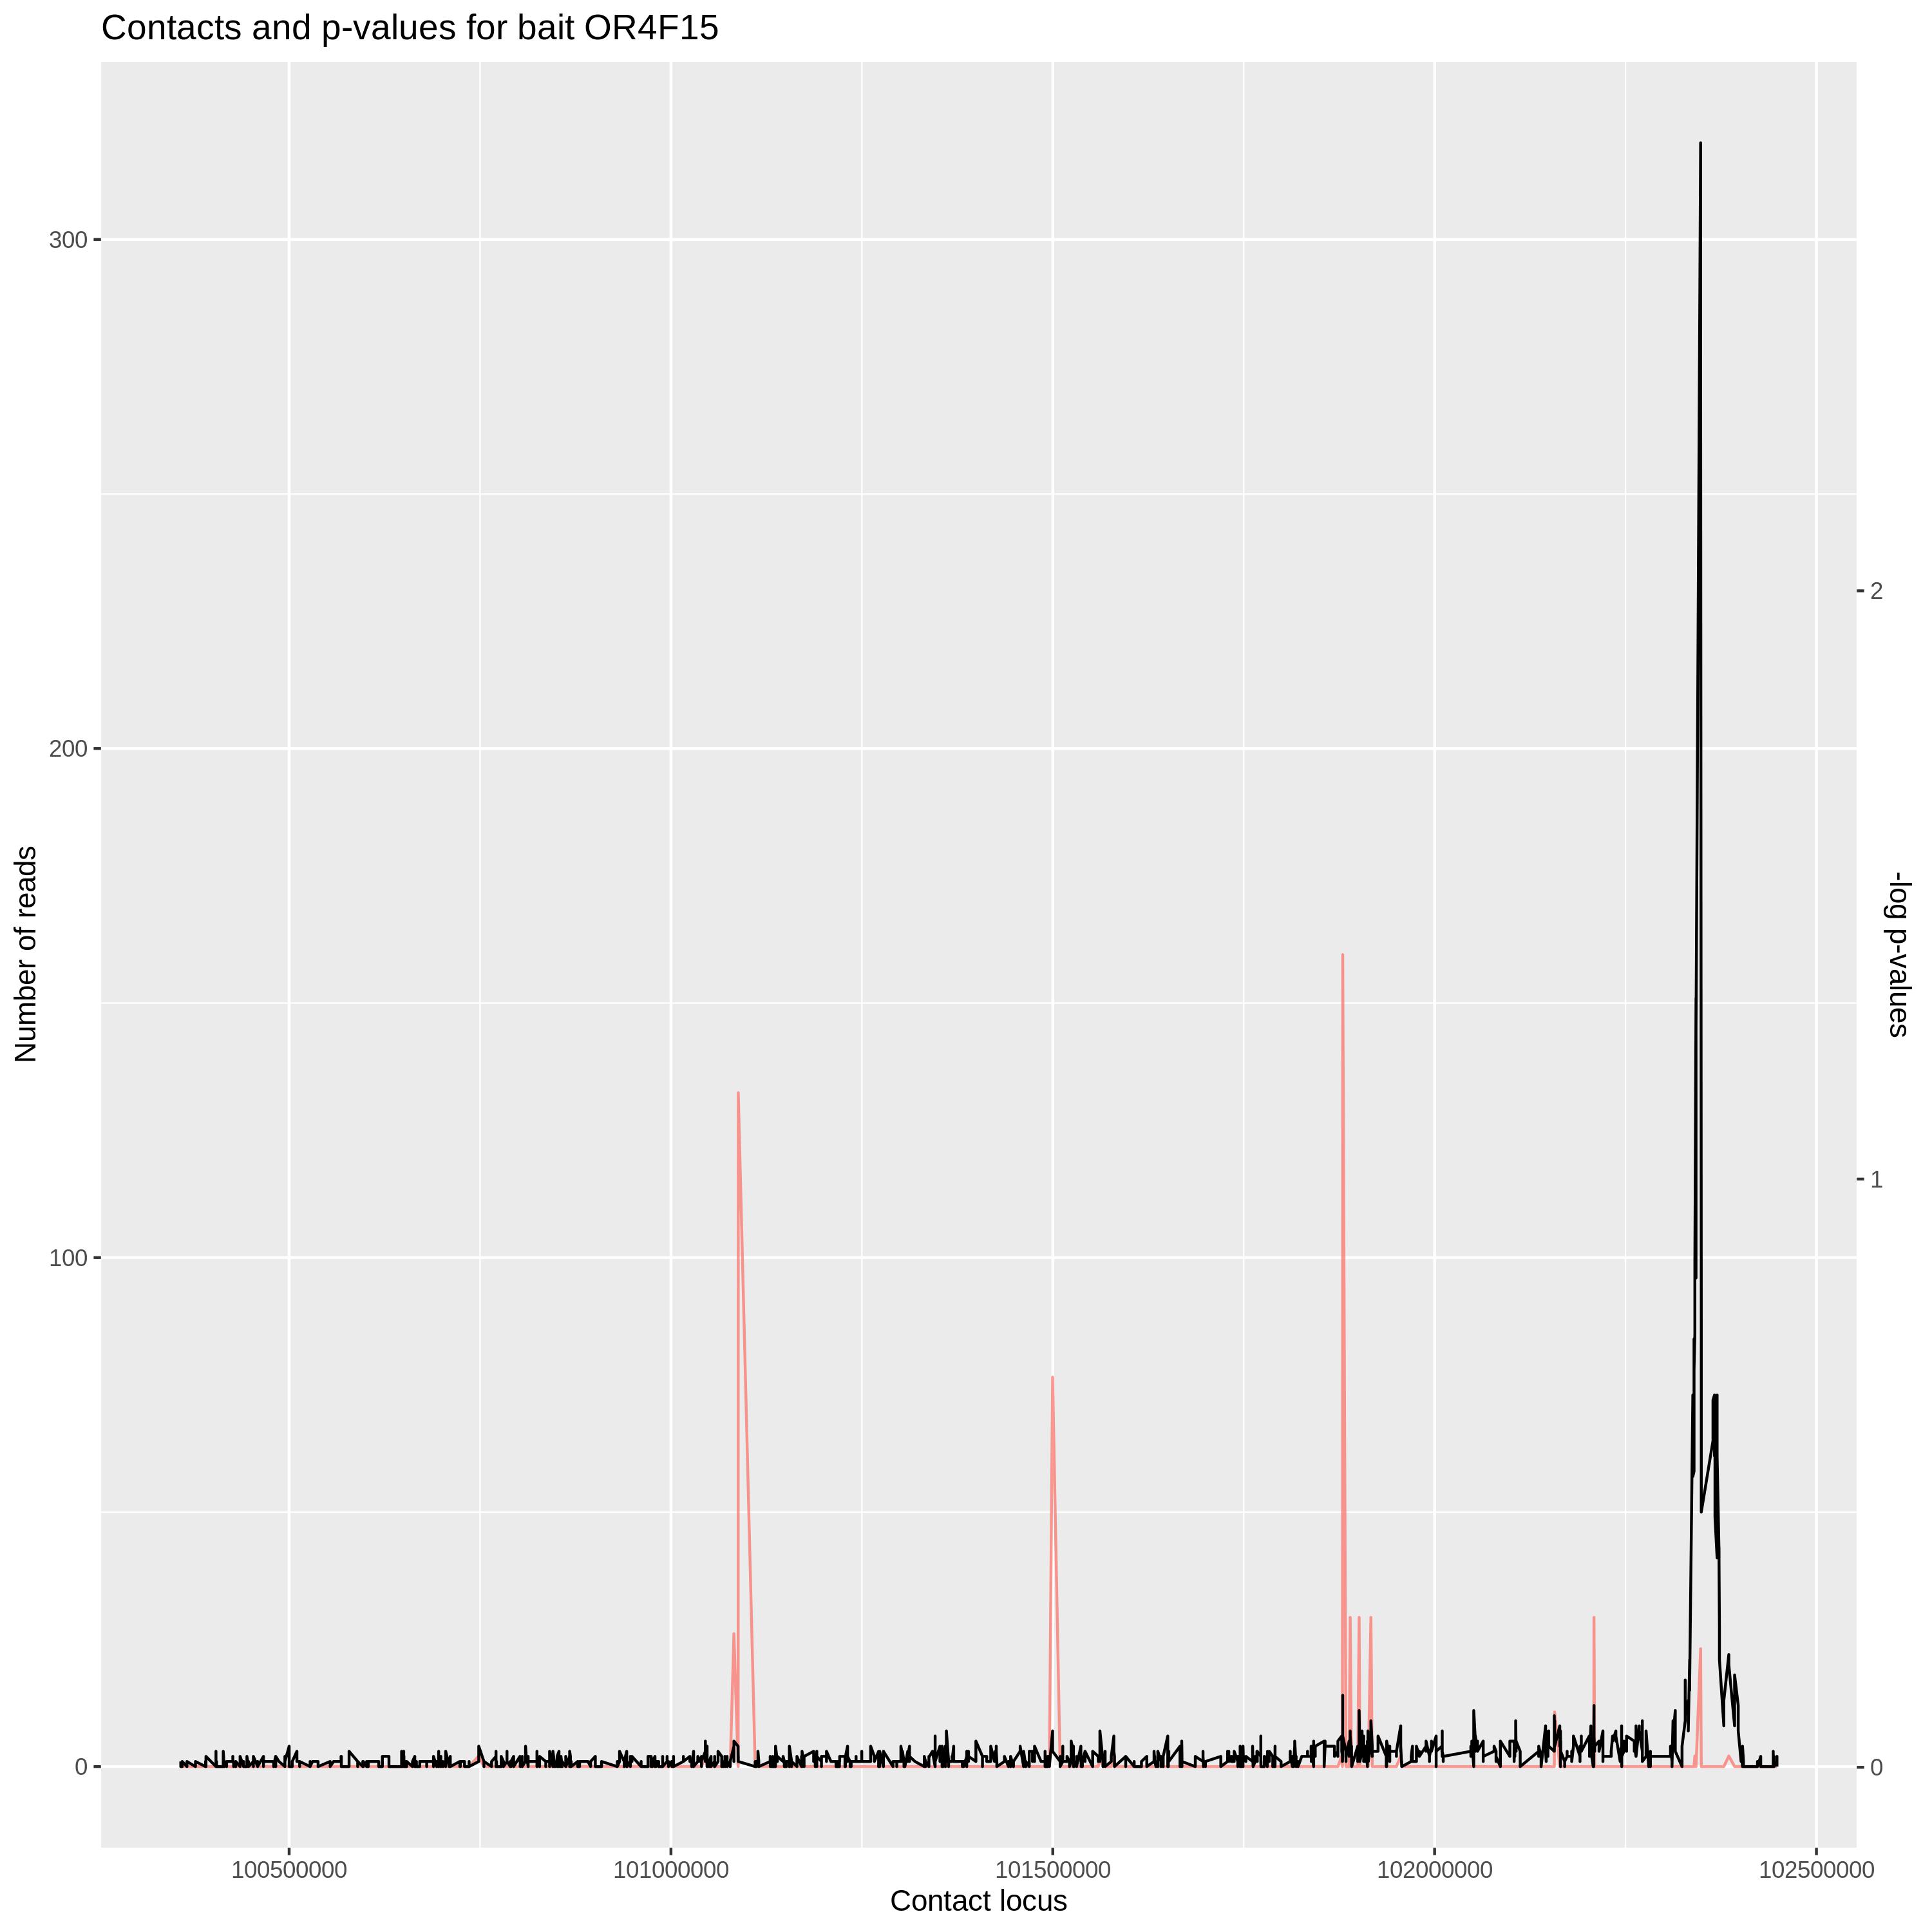 Contacts and p-values for bait OR4F15
300
200
100
0
Number of reads
2
1
0
-log p-values
100500000 101000000 101500000 102000000 102500000
Contact locus